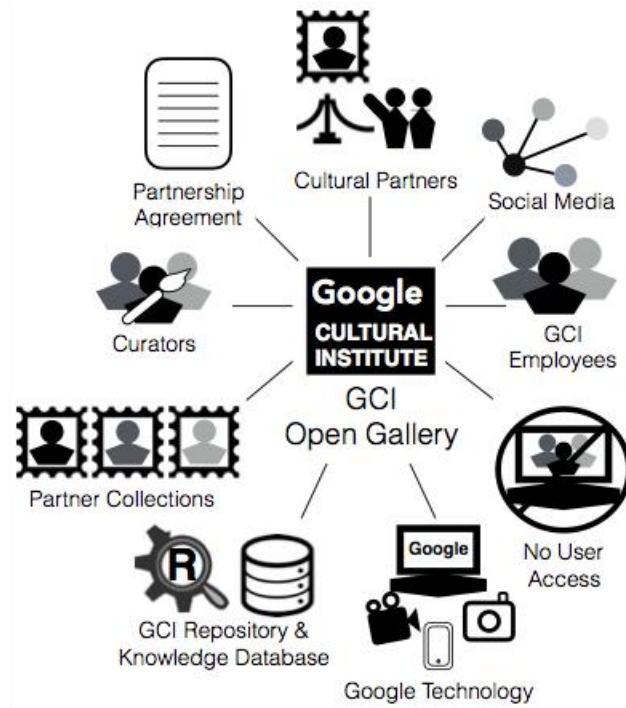 Partnership
Agreement
Cultural Partners
Social Media
Curators
Google
CULTURAL
INSTITUTE
GCI
Employees
GCI
Open Gallery
Partner Collections
No User
Access
R
GCI Repository &
Knowledge Database
Google
Google Technology